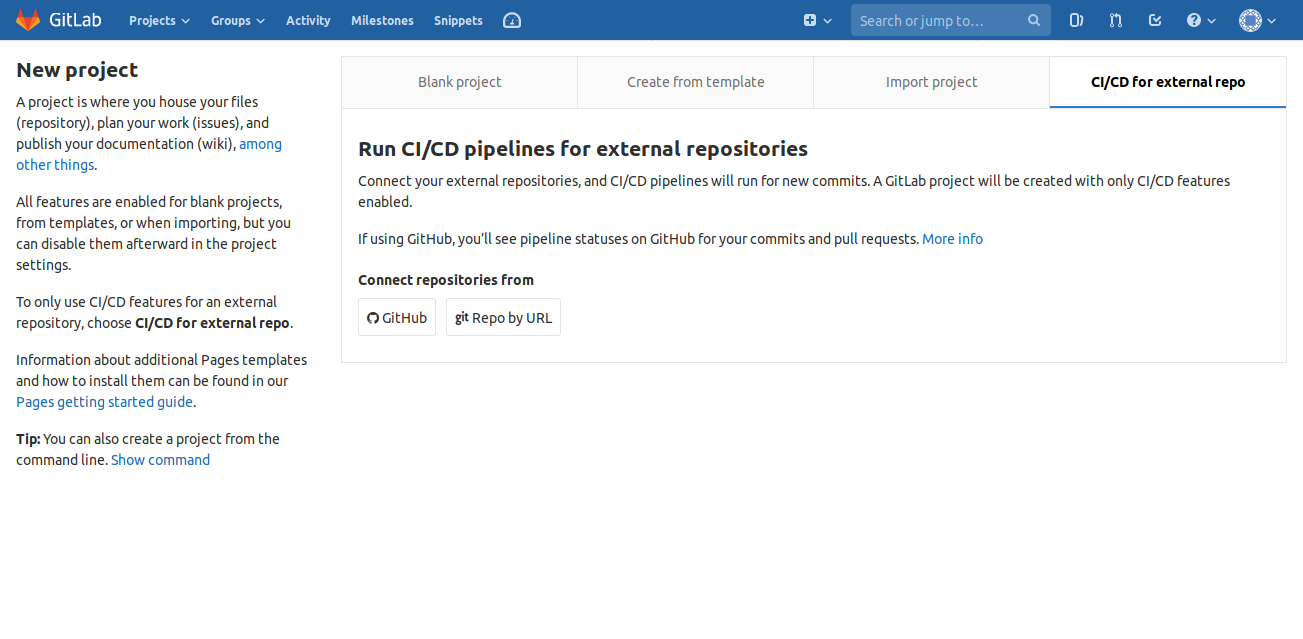 GitLab Projects Groups Activity Milestones Snippets Search or jump to…
New project
A project is where you house your files
(repository), plan your work (issues), and
publish your documentation (wiki), among
other things.
All features are enabled for blank projects,
from templates, or when importing, but you
can disable them afterward in the project
settings.
To only use CI/CD features for an external
repository, choose CI/CD for external repo.
Information about additional Pages templates
and how to install them can be found in our
Pages getting started guide.
Tip: You can also create a project from the
command line. Show command
Blank project Create from template Import project CI/CD for external repo
Run CI/CD pipelines for external repositories
Connect your external repositories, and CI/CD pipelines will run for new commits. A GitLab project will be created with only CI/CD features
enabled.
If using GitHub, you’ll see pipeline statuses on GitHub for your commits and pull requests. More info
Connect repositories from
GitHub git Repo by URL